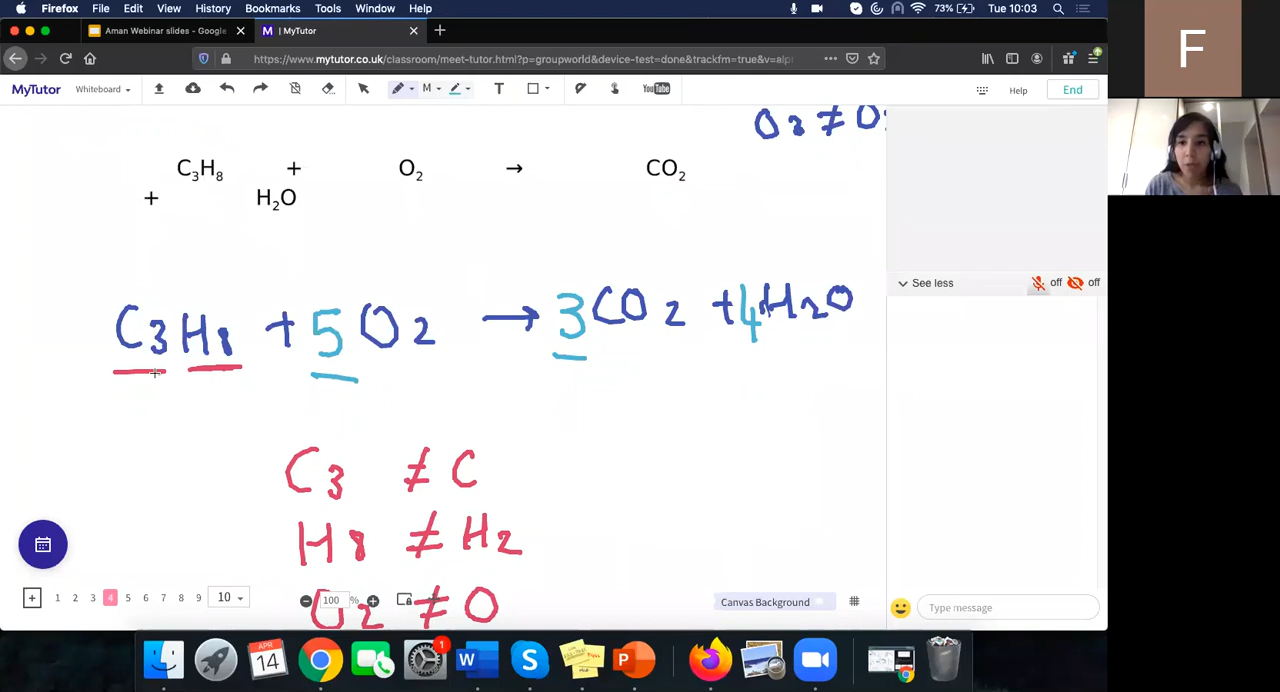 Firefox File Edit View History Bookmarks Tools Window Help 73% Tue 10:03
Aman Webinar slides - Google MyTutor
https://www.mytutor.co.uk/classroom/meet-tutor.html?p=groupworld&device-test=done&trackfm=true&v=alp
MyTutor Whiteboard M T YouTube Help End
C3H8 + O2 → CO2
+ H2O
C3H8 + 5O2 → 3CO2 + 4H2O
C3 ≠ C
H8 ≠ H2
O2 ≠ O
1 2 3 4 5 6 7 8 9 10
100 %
Canvas Background
F
See less off off
Type message
APR
14
1
W S P